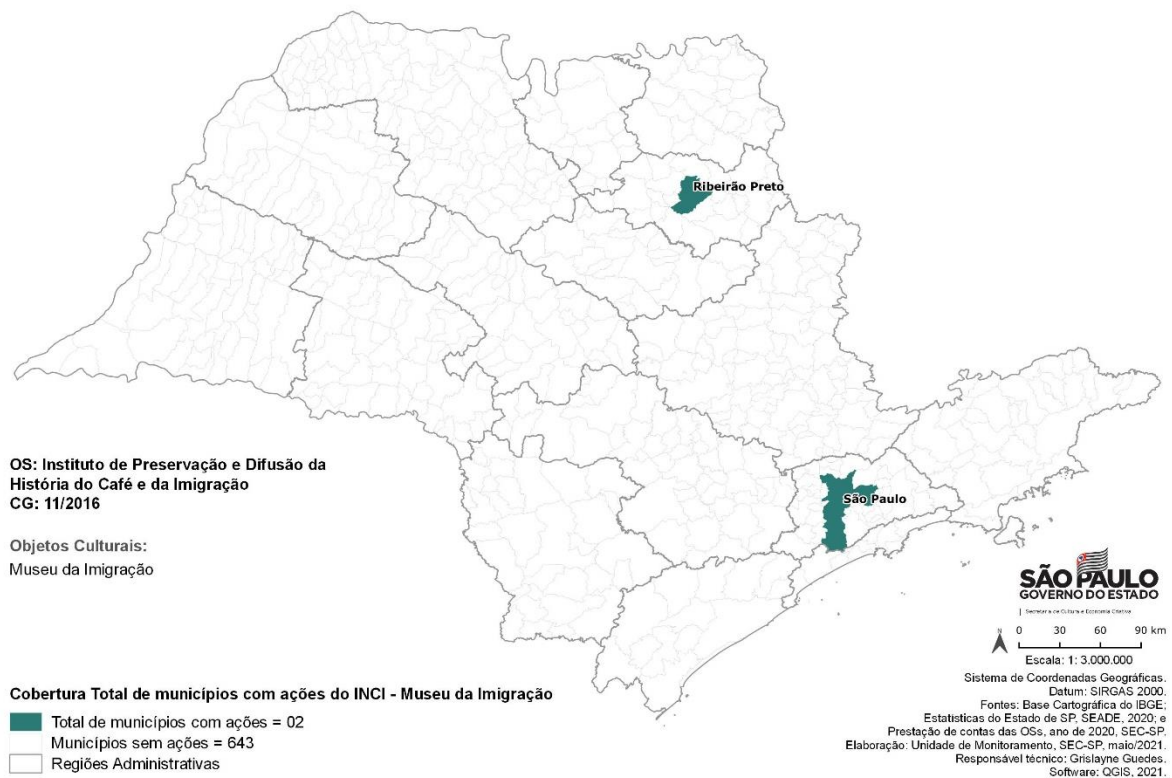 Ribeirão Preto
São Paulo
OS: Instituto de Preservação e Difusão da
História do Café e da Imigração
CG: 11/2016
Objetos Culturais:
Museu da Imigração
SÃO PAULO
GOVERNO DO ESTADO
Secretaria de Cultura e Economia Criativa
N
0 30 60 90 km
Escala: 1: 3.000.000
Sistema de Coordenadas Geográficas.
Datum: SIRGAS 2000.
Fontes: Base Cartográfica do IBGE;
Estatísticas do Estado de SP, SEADE, 2020; e
Prestação de contas das OSs, ano de 2020, SEC-SP.
Elaboração: Unidade de Monitoramento, SEC-SP, maio/2021.
Responsável técnico: Grislayne Guedes.
Software: QGIS, 2021.
Cobertura Total de municípios com ações do INCI - Museu da Imigração
Total de municípios com ações = 02
Municípios sem ações = 643
Regiões Administrativas